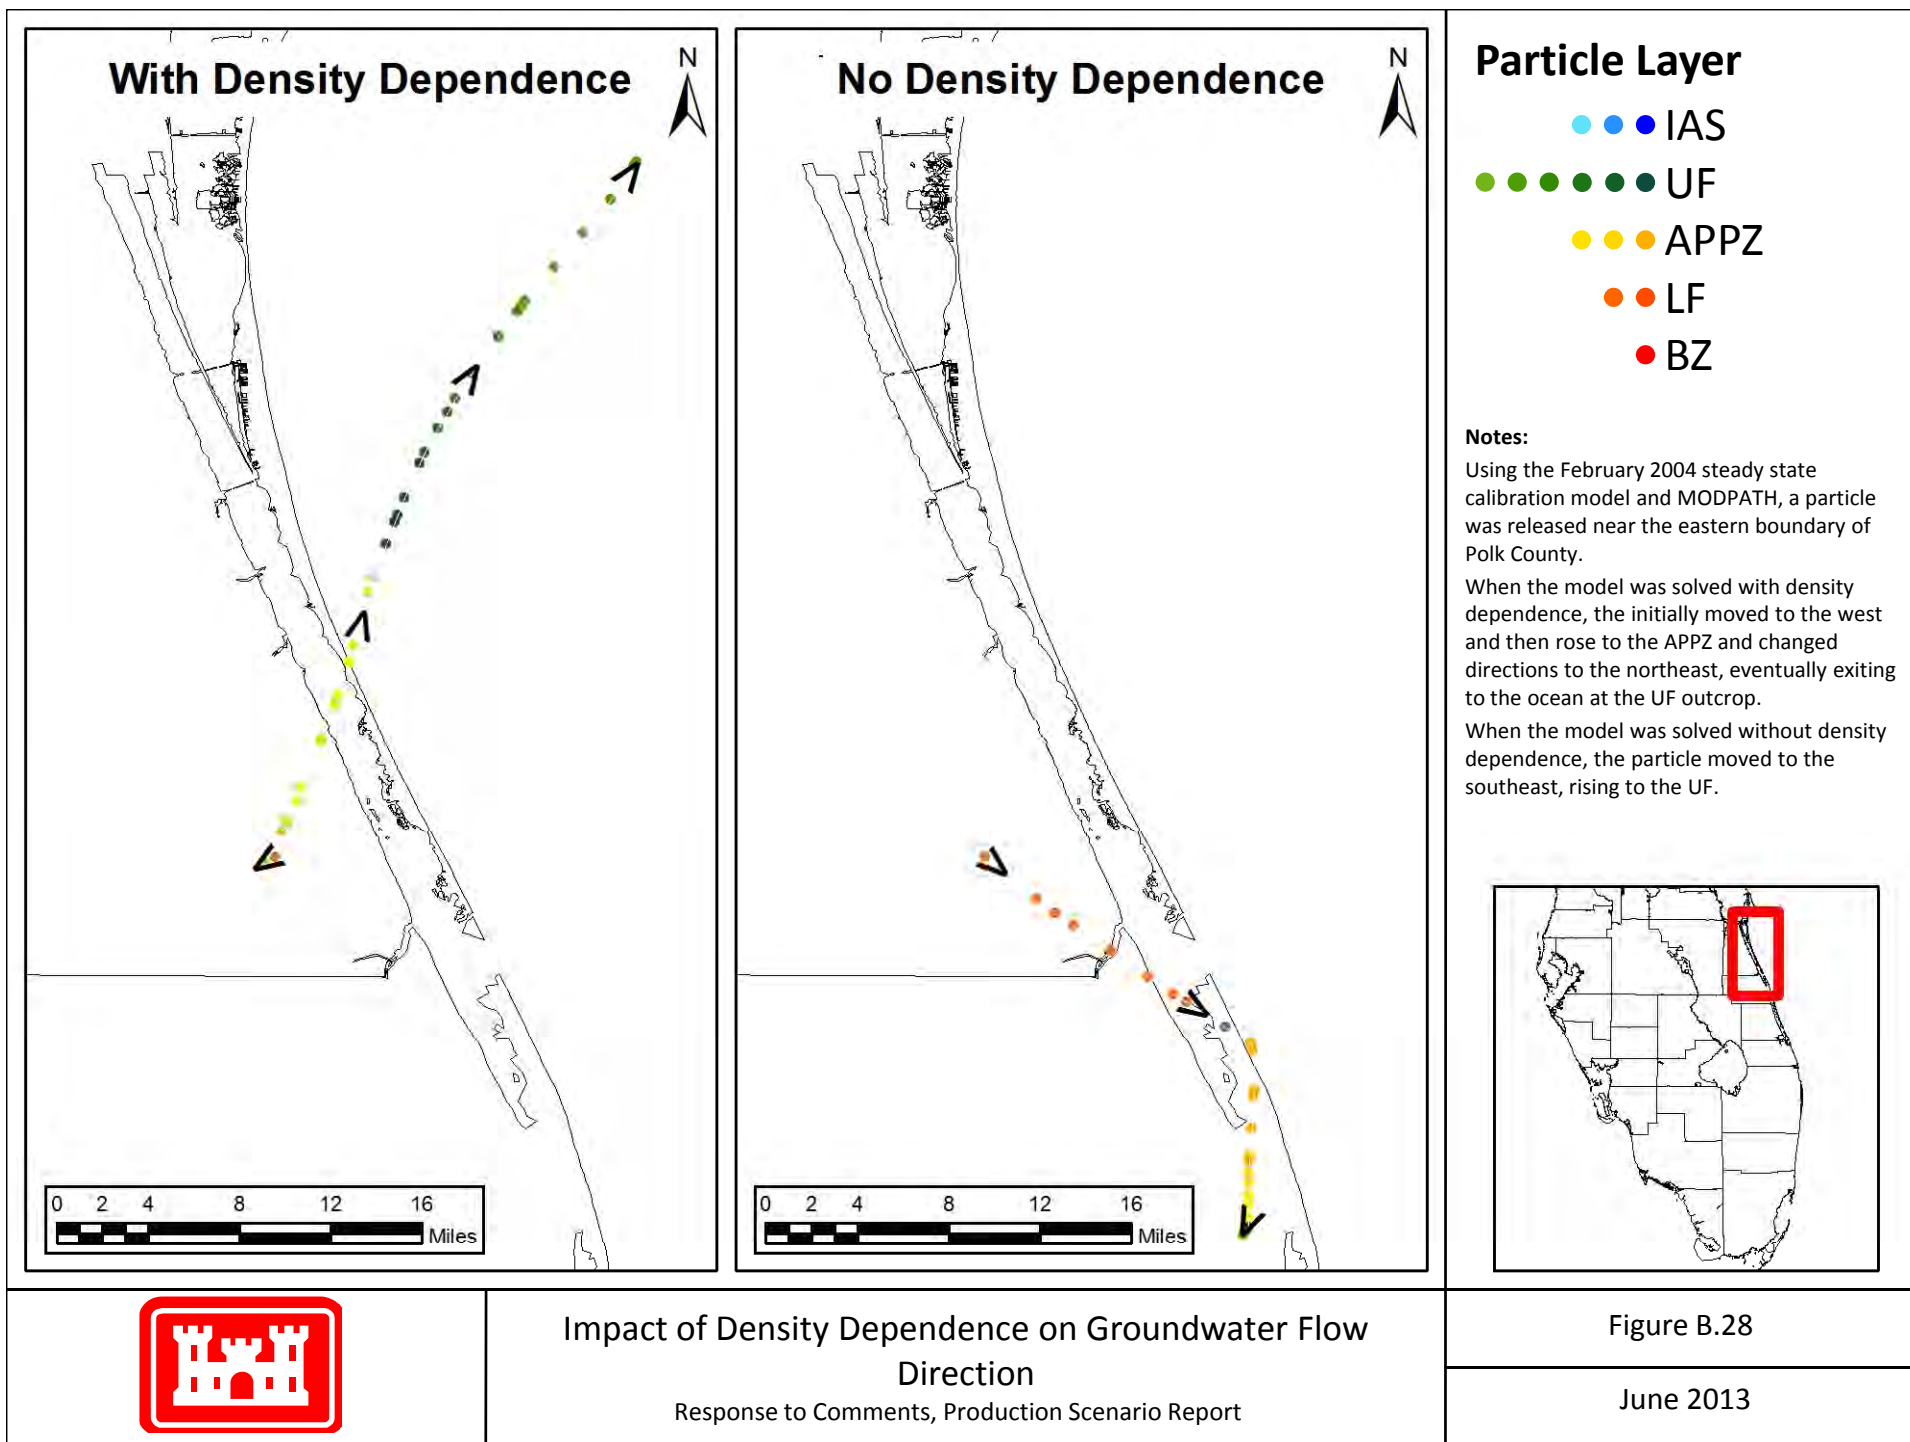 With Density Dependence
N
0 2 4 8 12 16
Miles
No Density Dependence
N
0 2 4 8 12 16
Miles
Particle Layer
IAS
UF
APPZ
LF
BZ
Notes:
Using the February 2004 steady state
calibration model and MODPATH, a particle
was released near the eastern boundary of
Polk County.
When the model was solved with density
dependence, the initially moved to the west
and then rose to the APPZ and changed
directions to the northeast, eventually exiting
to the ocean at the UF outcrop.
When the model was solved without density
dependence, the particle moved to the
southeast, rising to the UF.
Impact of Density Dependence on Groundwater Flow
Direction
Response to Comments, Production Scenario Report
Figure B.28
June 2013